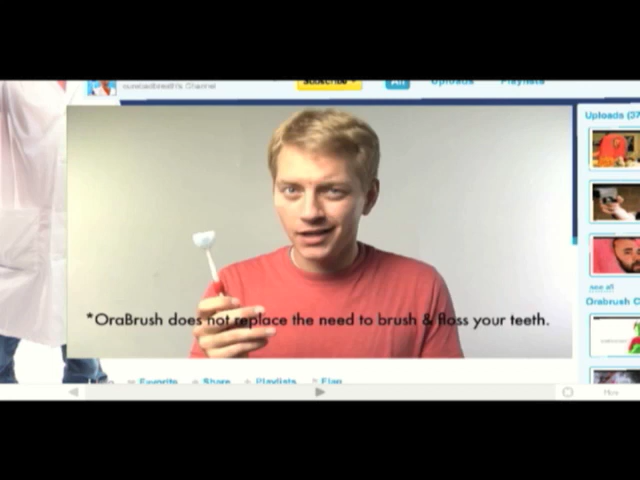 Subscribe
All
Uploads
Playlists
Uploads (37
*OraBrush does not replace the need to brush & floss your teeth.
see all
Orabrush C
Favorite
Share
Playlists
Flag